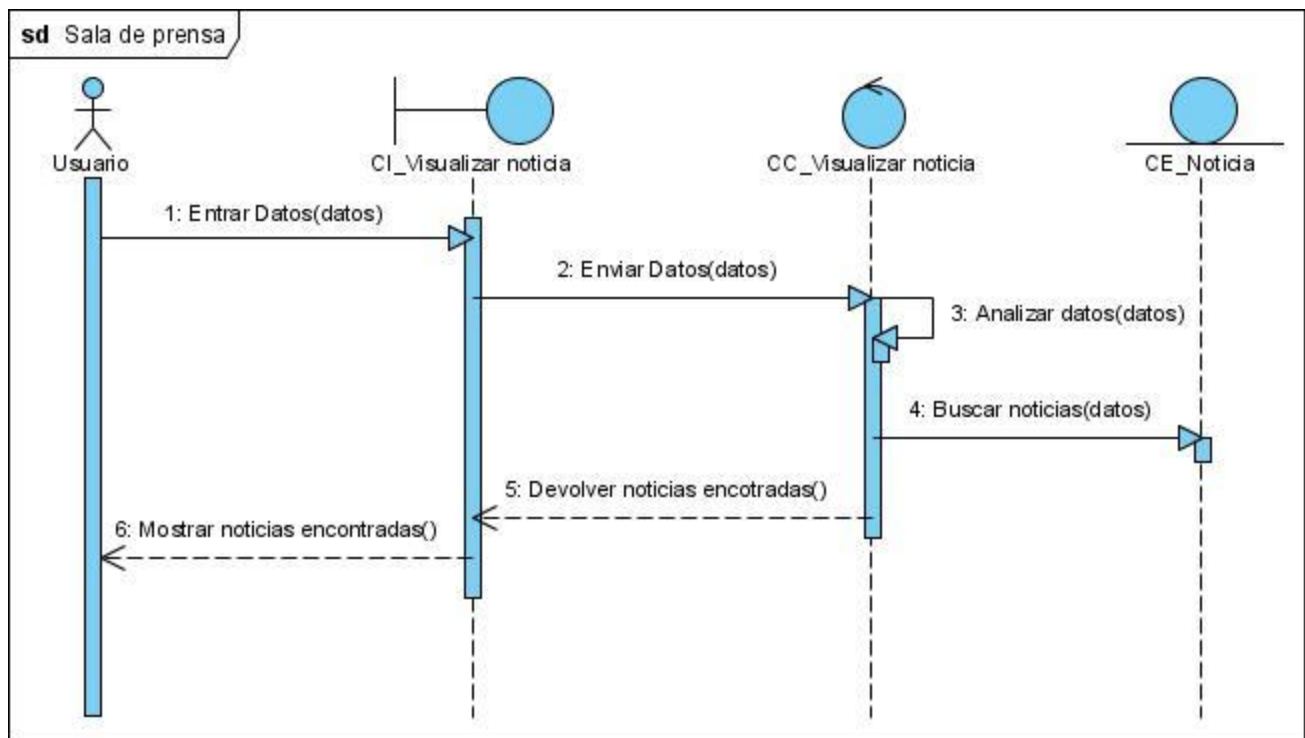 sd Sala de prensa
Usuario
CI_Visualizar noticia
CC_Visualizar noticia
CE_Noticia
1: Entrar Datos(datos)
2: Enviar Datos(datos)
3: Analizar datos(datos)
4: Buscar noticias(datos)
5: Devolver noticias encotradas()
6: Mostrar noticias encontradas()